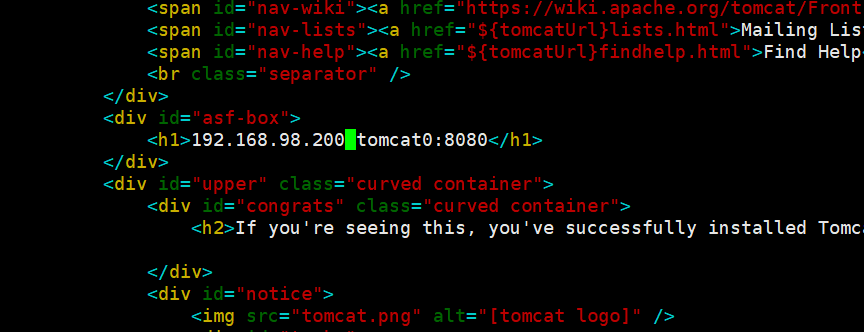 <span id="nav-wiki"><a href="https://wiki.apache.org/tomcat/Front
<span id="nav-lists"><a href="${tomcatUrl}lists.html">Mailing Lis
<span id="nav-help"><a href="${tomcatUrl}findhelp.html">Find Help
<br class="separator" />
</div>
<div id="asf-box">
<h1>192.168.98.200 tomcat0:8080</h1>
</div>
<div id="upper" class="curved container">
<div id="congrats" class="curved container">
<h2>If you're seeing this, you've successfully installed Tomc
</div>
<div id="notice">
<img src="tomcat.png" alt="[tomcat logo]" />